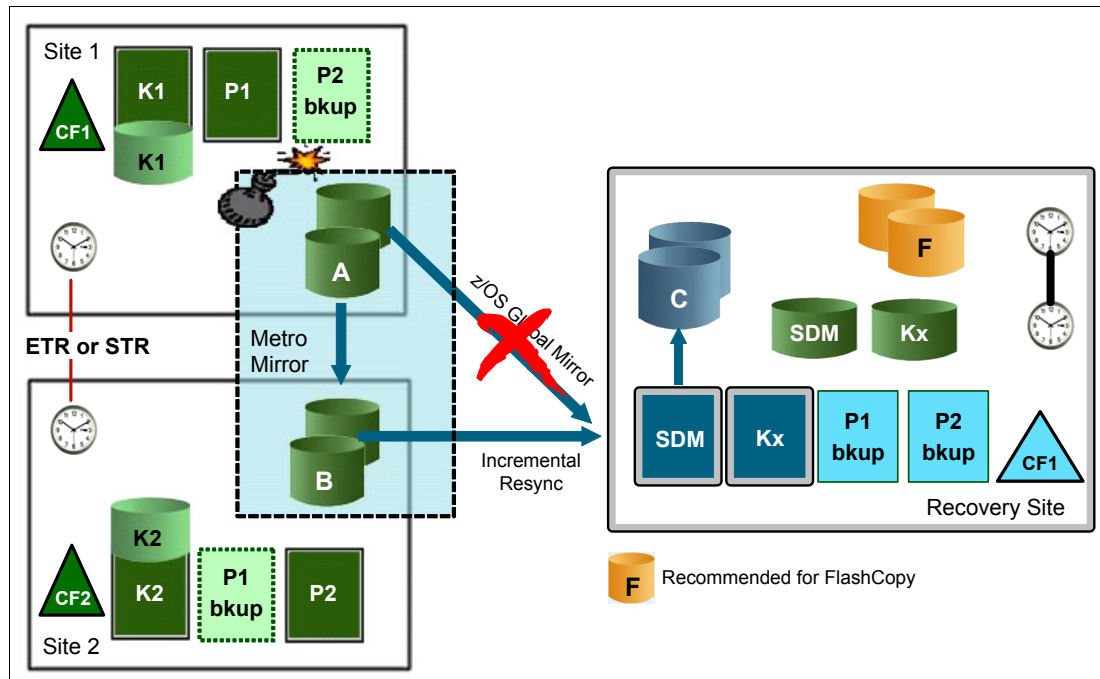 Site 1
CF1
K1
K1
P1
P2
bkup
A
ETR or STR
Metro
Mirror
z/OS Global Mirror
B
Incremental
Resync
K2
K2
CF2
P1
bkup
P2
Site 2
C
F
SDM
Kx
SDM
Kx
P1
bkup
P2
bkup
CF1
Recovery Site
F
Recommended for FlashCopy